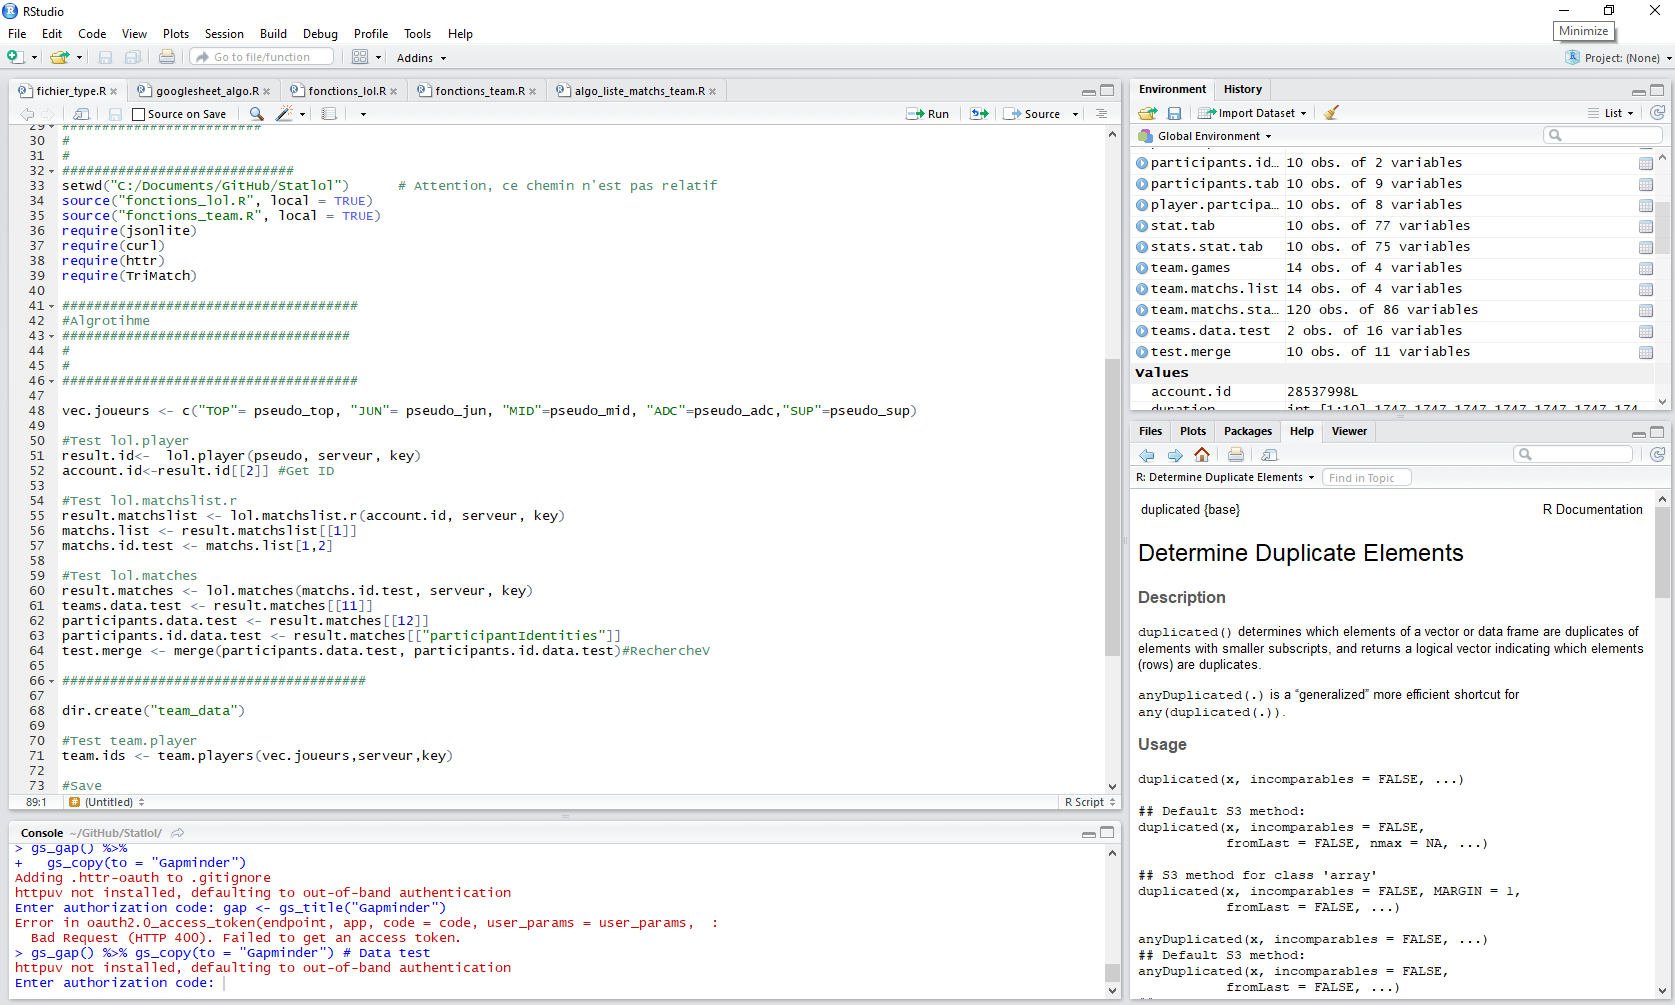 RStudio
Minimize
File Edit Code View Plots Session Build Debug Profile Tools Help
Go to file/function Addins Project: (None)
fichier_type.R googlesheet_algo.R fonctions_lol.R fonctions_team.R algo_liste_matchs_team.R
Source on Save Run Source
29 #########################
30 #
31 #
32 #############################
33 setwd("C:/Documents/GitHub/Statlol") # Attention, ce chemin n'est pas relatif
34 source("fonctions_lol.R", local = TRUE)
35 source("fonctions_team.R", local = TRUE)
36 require(jsonlite)
37 require(curl)
38 require(httr)
39 require(TriMatch)
40
41 #####################################
42 #Algrotihme
43 ####################################
44 #
45 #
46 #####################################
47
48 vec.joueurs <- c("TOP"= pseudo_top, "JUN"= pseudo_jun, "MID"=pseudo_mid, "ADC"=pseudo_adc,"SUP"=pseudo_sup)
49
50 #Test lol.player
51 result.id<- lol.player(pseudo, serveur, key)
52 account.id<-result.id[[2]] #Get ID
53
54 #Test lol.matchslist.r
55 result.matchslist <- lol.matchslist.r(account.id, serveur, key)
56 matchs.list <- result.matchslist[[1]]
57 matchs.id.test <- matchs.list[1,2]
58
59 #Test lol.matches
60 result.matches <- lol.matches(matchs.id.test, serveur, key)
61 teams.data.test <- result.matches[[11]]
62 participants.data.test <- result.matches[[12]]
63 participants.id.data.test <- result.matches[["participantIdentities"]]
64 test.merge <- merge(participants.data.test, participants.id.data.test)#RechercheV
65
66 ######################################
67
68 dir.create("team_data")
69
70 #Test team.player
71 team.ids <- team.players(vec.joueurs,serveur,key)
72
73 #Save
89:1 # (Untitled) R Script
Console ~/GitHub/Statlol/
> gs_gap() %>%
+ gs_copy(to = "Gapminder")
Adding .httr-oauth to .gitignore
httpuv not installed, defaulting to out-of-band authentication
Enter authorization code: gap <- gs_title("Gapminder")
Error in oauth2.0_access_token(endpoint, app, code = code, user_params = user_params, :
Bad Request (HTTP 400). Failed to get an access token.
> gs_gap() %>% gs_copy(to = "Gapminder") # Data test
httpuv not installed, defaulting to out-of-band authentication
Enter authorization code:
Environment History
Import Dataset List
Global Environment
participants.id… 10 obs. of 2 variables
participants.tab 10 obs. of 9 variables
player.partcipa… 10 obs. of 8 variables
stat.tab 10 obs. of 77 variables
stats.stat.tab 10 obs. of 75 variables
team.games 14 obs. of 4 variables
team.matchs.list 14 obs. of 4 variables
team.matchs.sta… 120 obs. of 86 variables
teams.data.test 2 obs. of 16 variables
test.merge 10 obs. of 11 variables
Values
account.id 28537998L
duration int [1:10] 1747 1747 1747 1747 1747 1747 174
Files Plots Packages Help Viewer
R: Determine Duplicate Elements Find in Topic
duplicated {base} R Documentation
Determine Duplicate Elements
Description
duplicated() determines which elements of a vector or data frame are duplicates of
elements with smaller subscripts, and returns a logical vector indicating which elements
(rows) are duplicates.
anyDuplicated(.) is a “generalized” more efficient shortcut for
any(duplicated(.)).
Usage
duplicated(x, incomparables = FALSE, ...)
## Default S3 method:
duplicated(x, incomparables = FALSE,
fromLast = FALSE, nmax = NA, ...)
## S3 method for class 'array'
duplicated(x, incomparables = FALSE, MARGIN = 1,
fromLast = FALSE, ...)
anyDuplicated(x, incomparables = FALSE, ...)
## Default S3 method:
anyDuplicated(x, incomparables = FALSE,
fromLast = FALSE, ...)